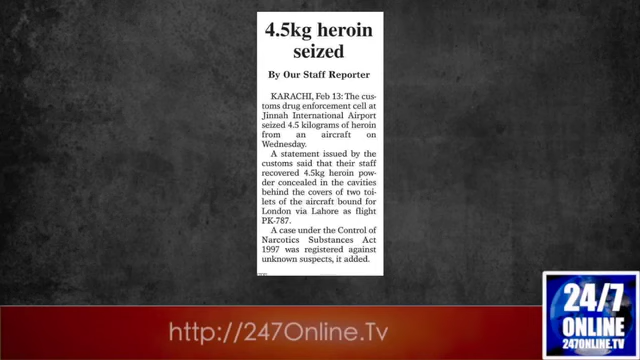 4.5kg heroin
seized
By Our Staff Reporter
KARACHI, Feb 13: The cus-
toms drug enforcement cell at
Jinnah International Airport
seized 4.5 kilograms of heroin
from an aircraft on
Wednesday.
A statement issued by the
customs said that their staff
recovered 4.5kg heroin pow-
der concealed in the cavities
behind the covers of two toi-
lets of the aircraft bound for
London via Lahore as flight
PK-787.
A case under the Control of
Narcotics Substances Act
1997 was registered against
unknown suspects, it added.
24/7
ONLINE
247ONLINE.TV
http://247Online.Tv